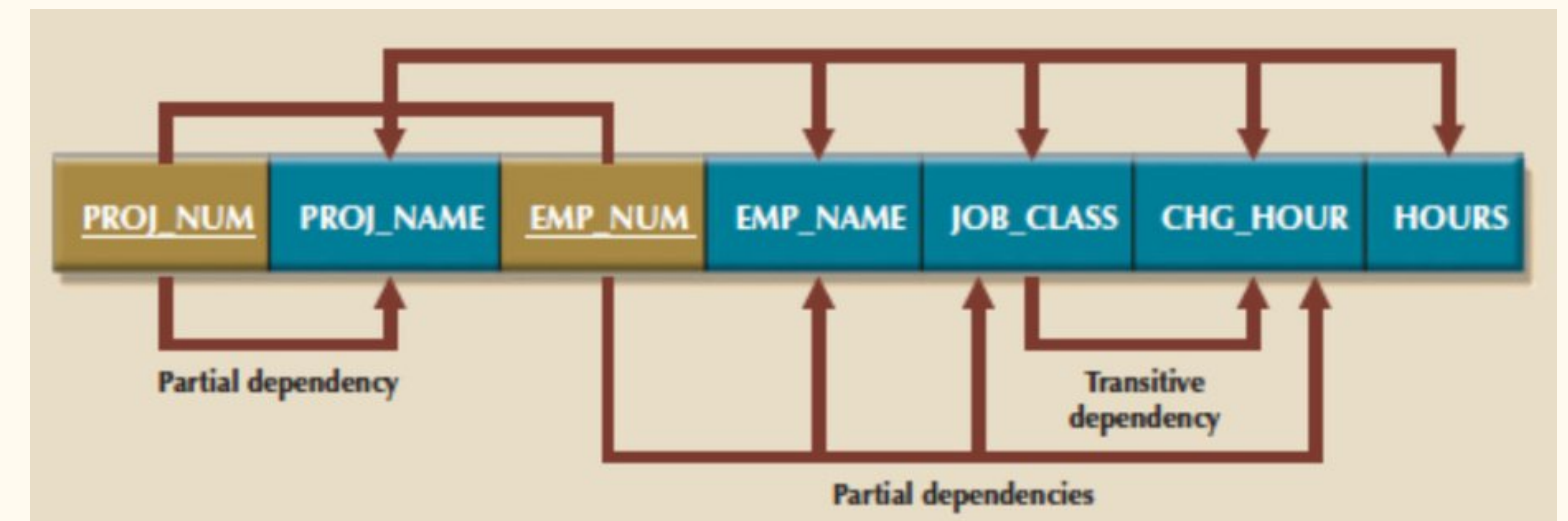 PROJ_NUM PROJ_NAME EMP_NUM EMP_NAME JOB_CLASS CHG_HOUR HOURS
Partial dependency
Transitive
dependency
Partial dependencies